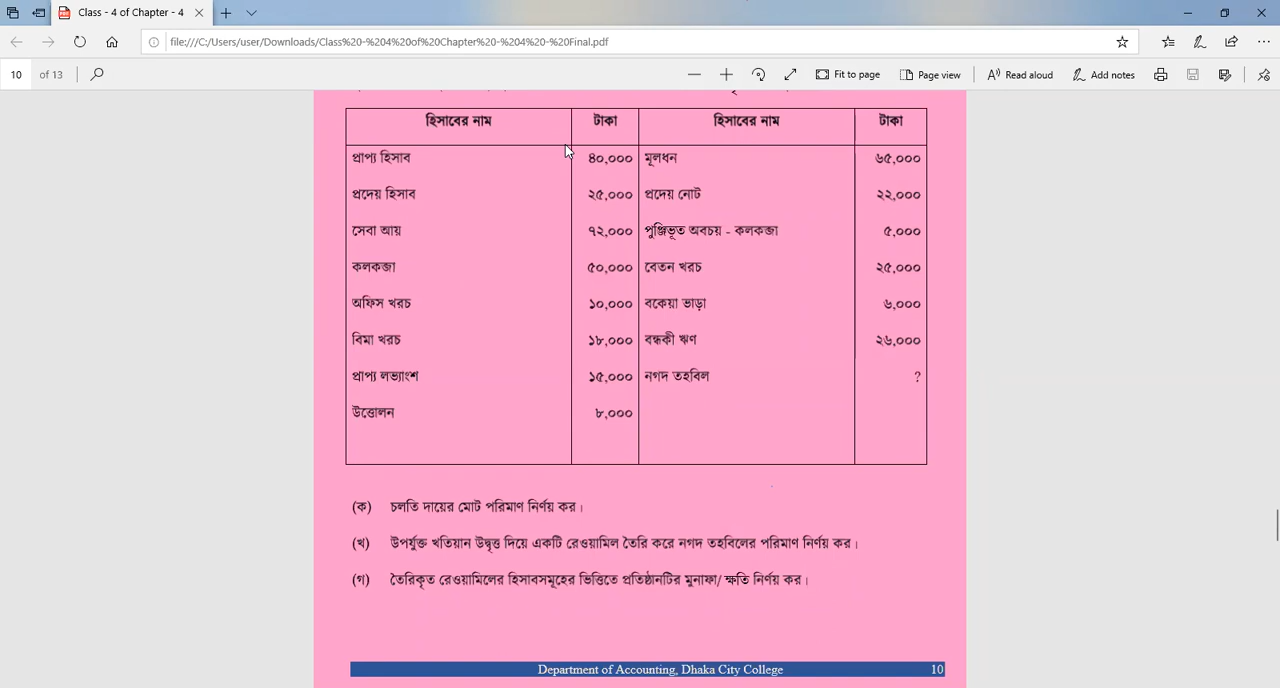 Class - 4 of Chapter - 4
file:///C:/Users/user/Downloads/Class%20-%204%20of%20Chapter%20-%204%20-%20Final.pdf
10 of 13 Fit to page Page view Read aloud Add notes
হিসাবের নাম টাকা হিসাবের নাম টাকা
প্রাপ্য হিসাব ৪০,০০০ মূলধন ৬৫,০০০
প্রদেয় হিসাব ২৫,০০০ প্রদেয় নোট ২২,০০০
সেবা আয় ৭২,০০০ পুঞ্জিভূত অবচয় - কলকজা ৫,০০০
কলকজা ৫০,০০০ বেতন খরচ ২৫,০০০
অফিস খরচ ১০,০০০ বকেয়া ভাড়া ৬,০০০
বিমা খরচ ১৮,০০০ বন্ধকী ঋণ ২৬,০০০
প্রাপ্য লভ্যাংশ ১৫,০০০ নগদ তহবিল ?
উত্তোলন ৮,০০০
(ক) চলতি দায়ের মোট পরিমাণ নির্ণয় কর।
(খ) উপর্যুক্ত খতিয়ান উদ্বৃত্ত দিয়ে একটি রেওয়ামিল তৈরি করে নগদ তহবিলের পরিমাণ নির্ণয় কর।
(গ) তৈরিকৃত রেওয়ামিলের হিসাবসমূহের ভিত্তিতে প্রতিষ্ঠানটির মুনাফা/ ক্ষতি নির্ণয় কর।
Department of Accounting, Dhaka City College 10